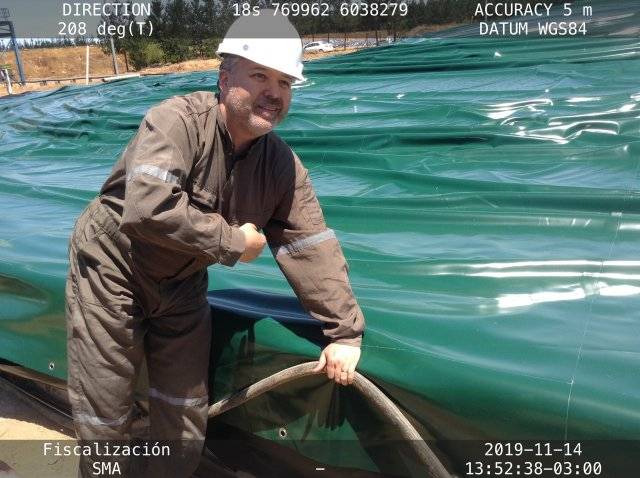 DIRECTION
208 deg(T)
18s 769962 6038279
ACCURACY 5 m
DATUM WGS84
Fiscalización
SMA
-
2019-11-14
13:52:38-03:00